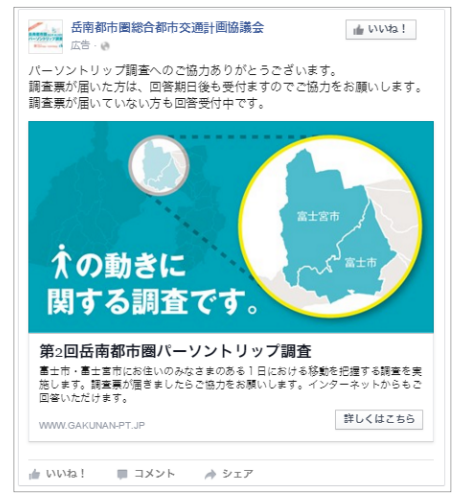 岳南都市圏総合都市交通計画協議会
いいね！
広告・
パーソントリップ調査へのご協力ありがとうございます。
調査票が届いた方は、回答期日後も受付ますのでご協力をお願いします。
調査票が届いていない方も回答受付中です。
富士宮市
富士市
の動きに
関する調査です。
第2回岳南都市圏パーソントリップ調査
富士市・富士宮市にお住いのみなさまのある１日における移動を把握する調査を実
施します。調査票が届きましたらご協力をお願いします。インターネットからもご
回答いただけます。
WWW.GAKUNAN-PT.JP
詳しくはこちら
いいね！ コメント シェア